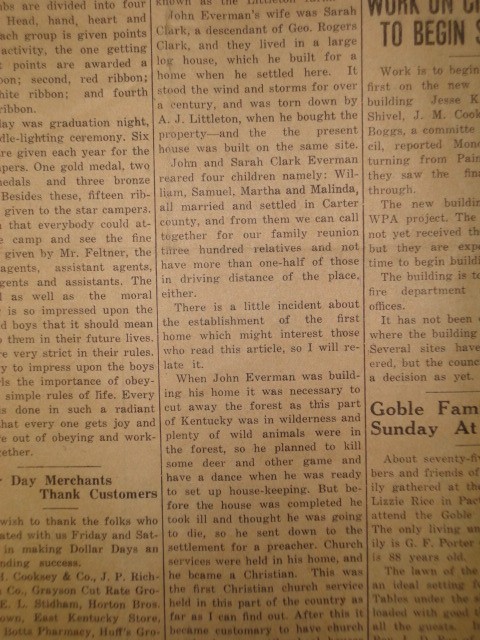 bs are divided into four
Head, hand, heart and
each group is given points
activity, the one getting
points are awarded a
second, red ribbon;
white ribbon; and fourth
ribbon.
day was graduation night,
candle-lighting ceremony. Six
are given each year for the
campers. One gold medal, two
medals and three bronze
Besides these, fifteen rib-
given to the star campers.
that everybody could at-
camp and see the fine
given by Mr. Feltner, the
agents, assistant agents,
agents and assistants. The
as well as the moral
is so impressed upon the
boys that it should mean
them in their future lives.
are very strict in their rules.
to impress upon the boys
the importance of obey-
simple rules of life. Every
is done in such a radiant
that every one gets joy and
out of obeying and work-
together.
Day Merchants
Thank Customers
wish to thank the folks who
with us Friday and Sat-
in making Dollar Days an
outstanding success.
H. Cooksey & Co., J. P. Rich-
Co., Grayson Cut Rate Gro-
E. L. Stidham, Horton Bros.
East Kentucky Store,
Botts Pharmacy, Huff's Gro-
known as the Littleton farm.
John Everman's wife was Sarah
Clark, a descendant of Geo. Rogers
Clark, and they lived in a large
log house, which he built for a
home when he settled here. It
stood the wind and storms for over
a century, and was torn down by
A. J. Littleton, when he bought the
property—and the the present
house was built on the same site.
John and Sarah Clark Everman
reared four children namely: Wil-
liam, Samuel, Martha and Malinda,
all married and settled in Carter
county, and from them we can call
together for our family reunion
three hundred relatives and not
have more than one-half of those
in driving distance of the place,
either.
There is a little incident about
the establishment of the first
home which might interest those
who read this article, so I will re-
late it.
When John Everman was build-
ing his home it was necessary to
cut away the forest as this part
of Kentucky was in wilderness and
plenty of wild animals were in
the forest, so he planned to kill
some deer and other game and
have a dance when he was ready
to set up house-keeping. But be-
fore the house was completed he
took ill and thought he was going
to die, so he sent down to the
settlement for a preacher. Church
services were held in his home, and
he became a Christian. This was
the first Christian church service
held in this part of the country as
far as I can find out. After this it
became customary to have church
WORK ON
TO BEGIN
Work is to begin
first on the new
building Jesse K.
Shivel, J. M. Cook
Boggs, a committee
cil, reported Mon
turning from Pain
they saw the fin
through.
The new building
WPA project. The
not yet received th
but they are exp
time to begin build
The building is to
fire department
offices.
It has not been
where the building
Several sites have
ered, but the counc
a decision as yet.
Goble Fam
Sunday At
About seventy-fiv
bers and friends of
ily gathered at the
Lizzie Rice in Pac
attend the Goble
The only living
ily is G. F. Porter
is 88 years old.
The lawn of the
an ideal setting f
Tables under the
loaded with good
all the guests.